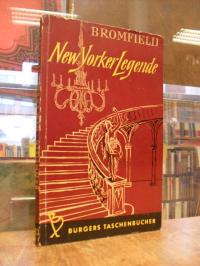 BROMFIELD
New Yorker Legende
BURGERS TASCHENBÜCHER